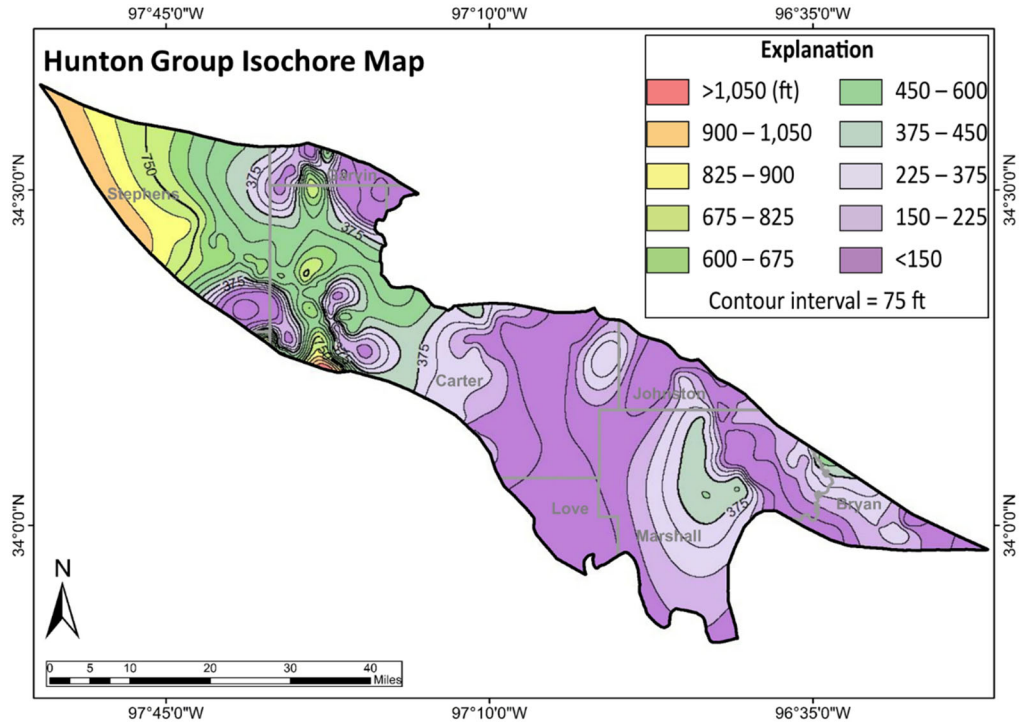 97°45'0"W 97°10'0"W 96°35'0"W
Hunton Group Isochore Map
Explanation
>1,050 (ft)
900 – 1,050
825 – 900
675 – 825
600 – 675
450 – 600
375 – 450
225 – 375
150 – 225
<150
Contour interval = 75 ft
34°30'0"N
34°30'0"N
34°0'0"N
34°0'0"N
750
Stephens
375
Garvin
375
375
375
Carter
Johnston
Love
Marshall
375
Bryan
N
0 5 10 20 30 40
Miles
97°45'0"W 97°10'0"W 96°35'0"W